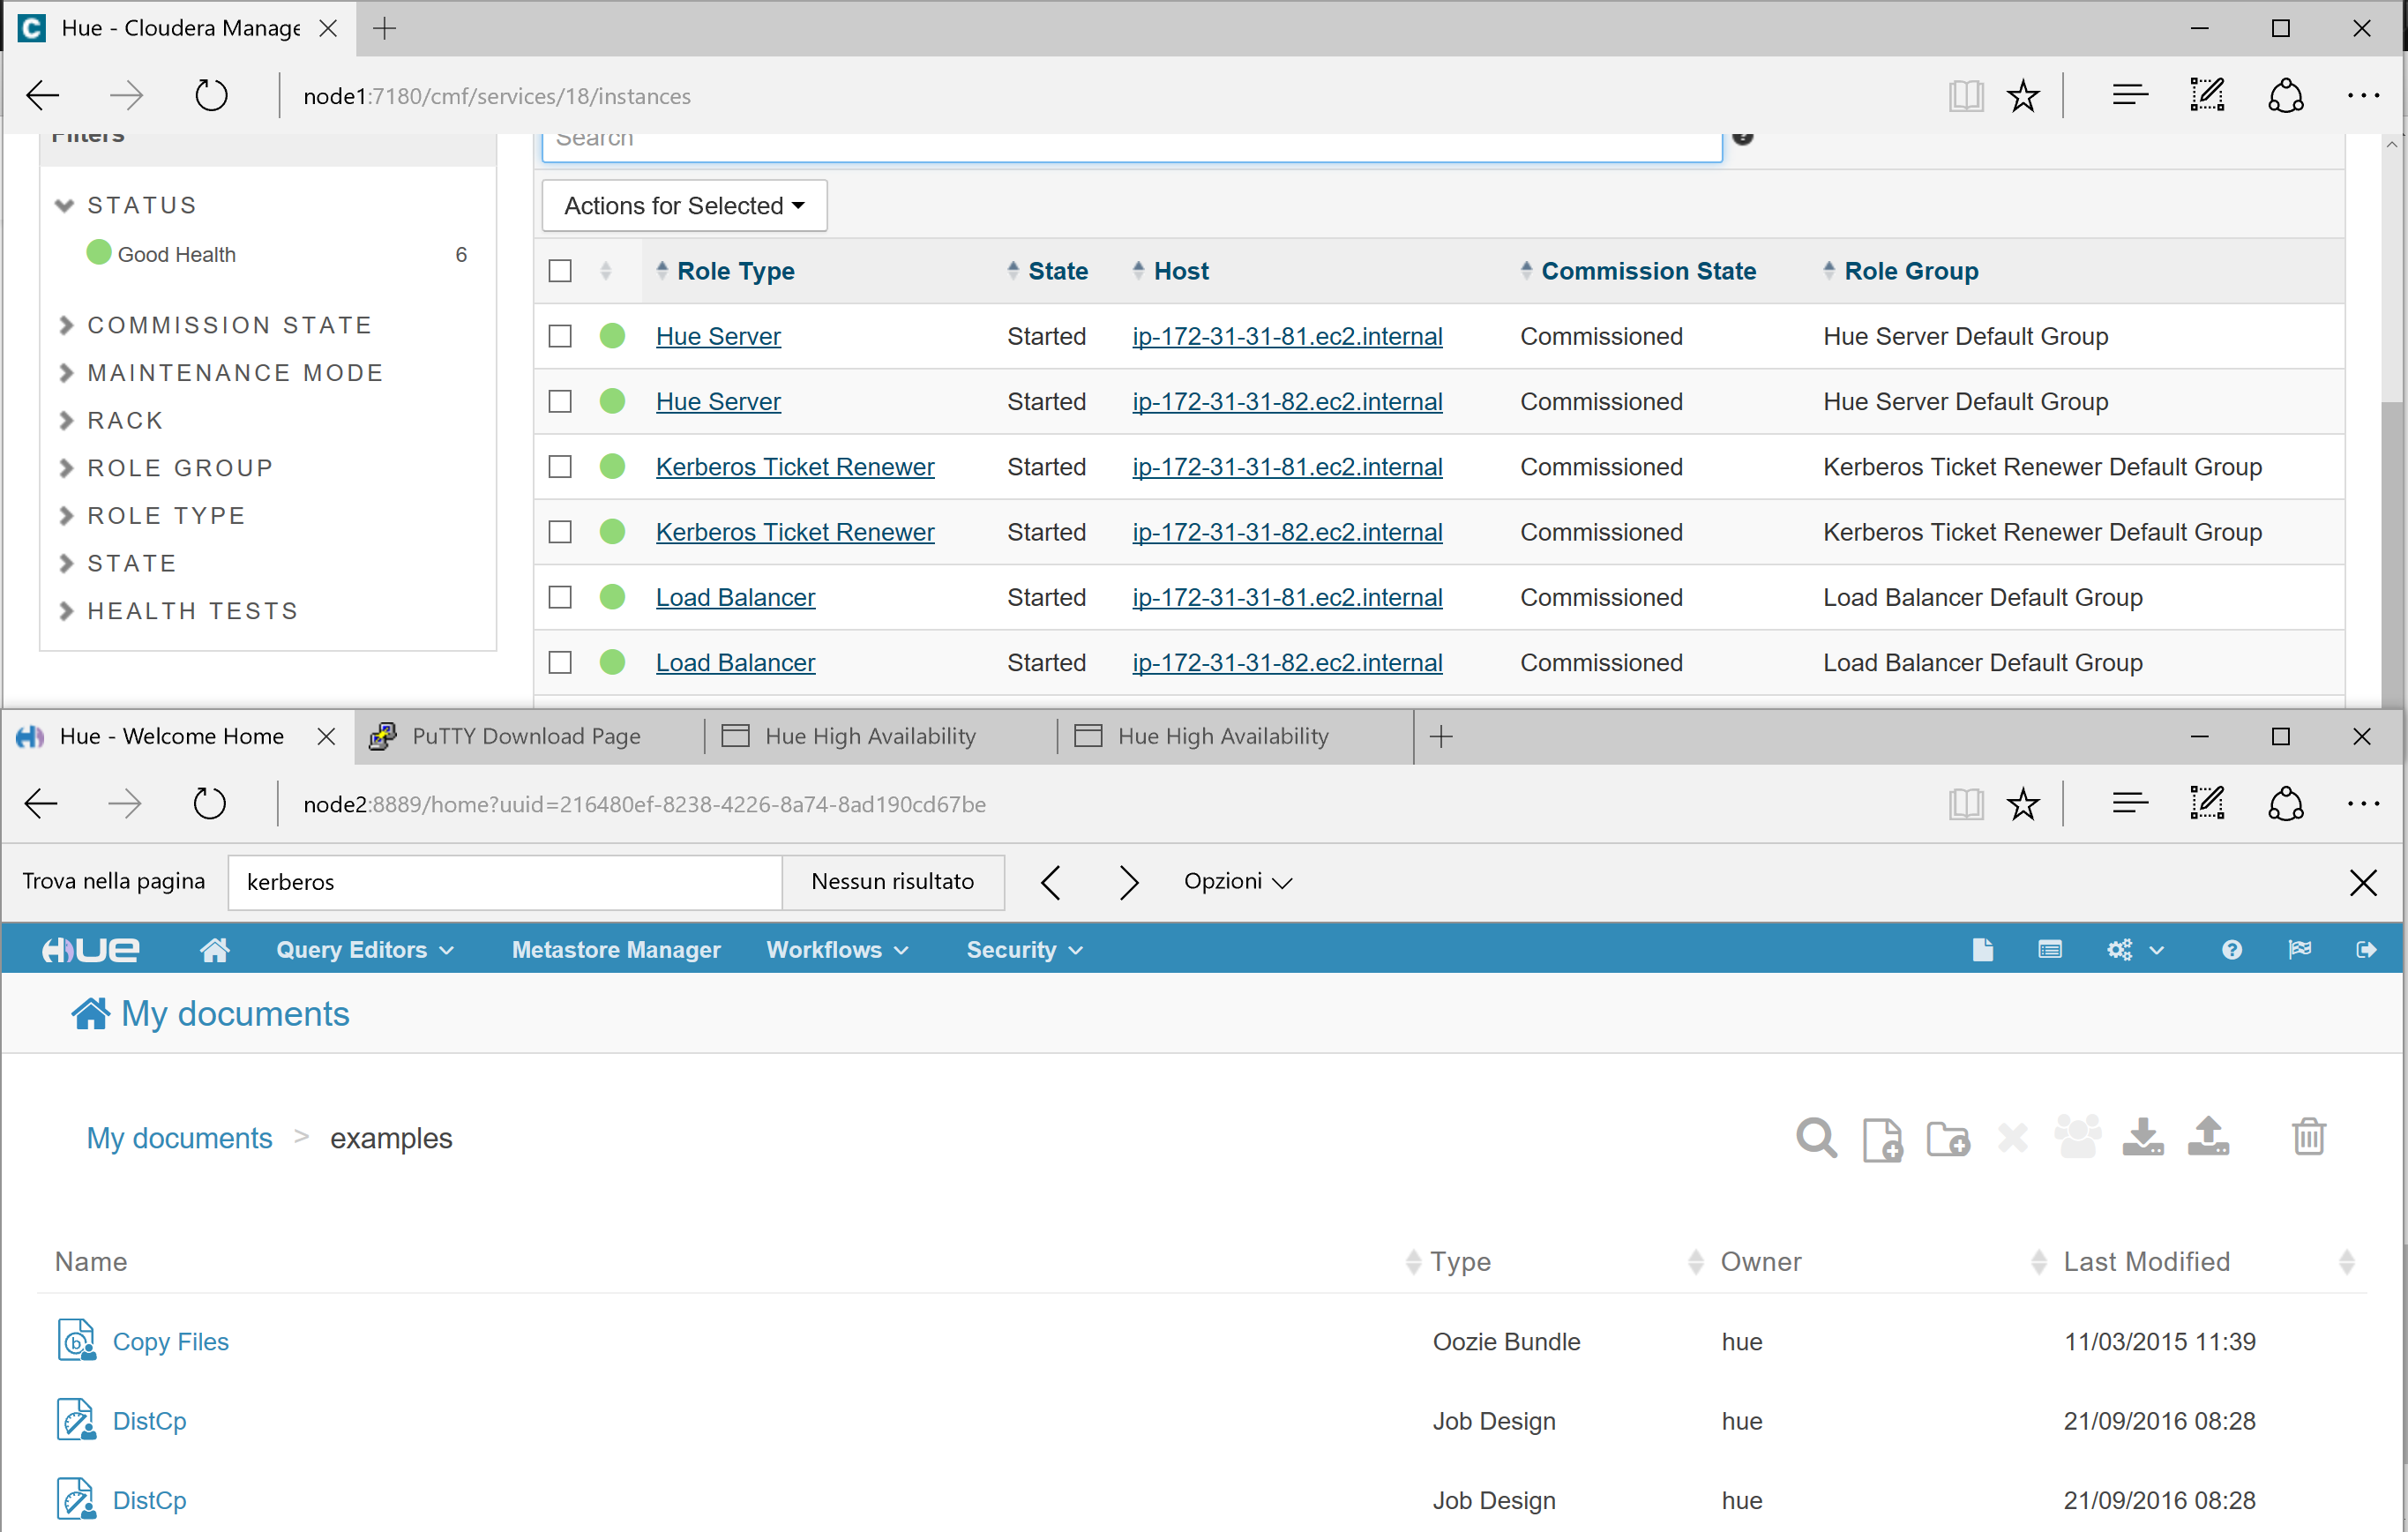 Hue - Cloudera Manage
node1:7180/cmf/services/18/instances
Filters
Search
STATUS
Good Health 6
COMMISSION STATE
MAINTENANCE MODE
RACK
ROLE GROUP
ROLE TYPE
STATE
HEALTH TESTS
Actions for Selected
Role Type State Host Commission State Role Group
Hue Server Started ip-172-31-31-81.ec2.internal Commissioned Hue Server Default Group
Hue Server Started ip-172-31-31-82.ec2.internal Commissioned Hue Server Default Group
Kerberos Ticket Renewer Started ip-172-31-31-81.ec2.internal Commissioned Kerberos Ticket Renewer Default Group
Kerberos Ticket Renewer Started ip-172-31-31-82.ec2.internal Commissioned Kerberos Ticket Renewer Default Group
Load Balancer Started ip-172-31-31-81.ec2.internal Commissioned Load Balancer Default Group
Load Balancer Started ip-172-31-31-82.ec2.internal Commissioned Load Balancer Default Group
Hue - Welcome Home PuTTY Download Page Hue High Availability Hue High Availability
node2:8889/home?uuid=216480ef-8238-4226-8a74-8ad190cd67be
Trova nella pagina kerberos Nessun risultato Opzioni
HUE Query Editors Metastore Manager Workflows Security
My documents
My documents > examples
Name Type Owner Last Modified
Copy Files Oozie Bundle hue 11/03/2015 11:39
DistCp Job Design hue 21/09/2016 08:28
DistCp Job Design hue 21/09/2016 08:28